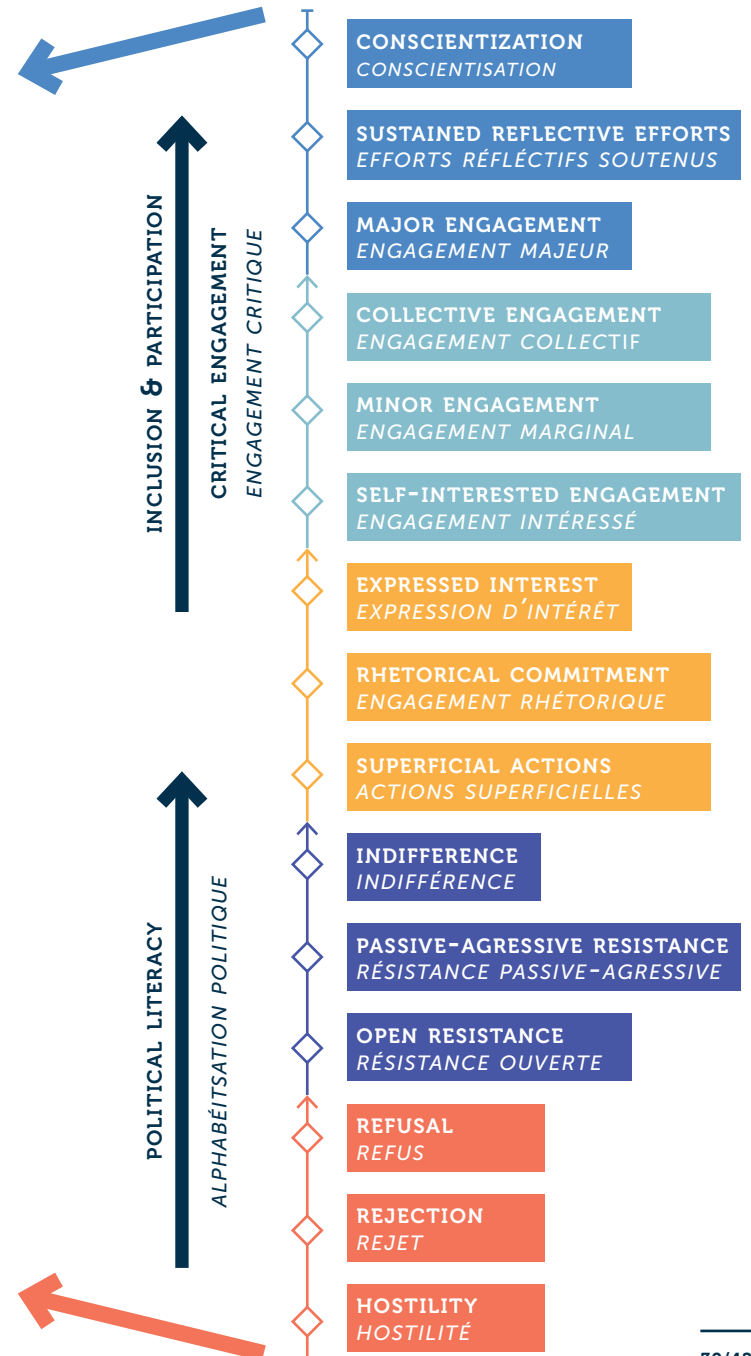 CONSCIENTIZATION
CONSCIENTISATION
SUSTAINED REFLECTIVE EFFORTS
EFFORTS RÉFLÉCTIFS SOUTENUS
MAJOR ENGAGEMENT
ENGAGEMENT MAJEUR
COLLECTIVE ENGAGEMENT
ENGAGEMENT COLLECTIF
MINOR ENGAGEMENT
ENGAGEMENT MARGINAL
SELF-INTERESTED ENGAGEMENT
ENGAGEMENT INTÉRESSÉ
EXPRESSED INTEREST
EXPRESSION D'INTÉRÊT
RHETORICAL COMMITMENT
ENGAGEMENT RHÉTORIQUE
SUPERFICIAL ACTIONS
ACTIONS SUPERFICIELLES
INDIFFERENCE
INDIFFÉRENCE
PASSIVE-AGRESSIVE RESISTANCE
RÉSISTANCE PASSIVE-AGRESSIVE
OPEN RESISTANCE
RÉSISTANCE OUVERTE
REFUSAL
REFUS
REJECTION
REJET
HOSTILITY
HOSTILITÉ
INCLUSION & PARTICIPATION
CRITICAL ENGAGEMENT
ENGAGEMENT CRITIQUE
POLITICAL LITERACY
ALPHABÉITSATION POLITIQUE